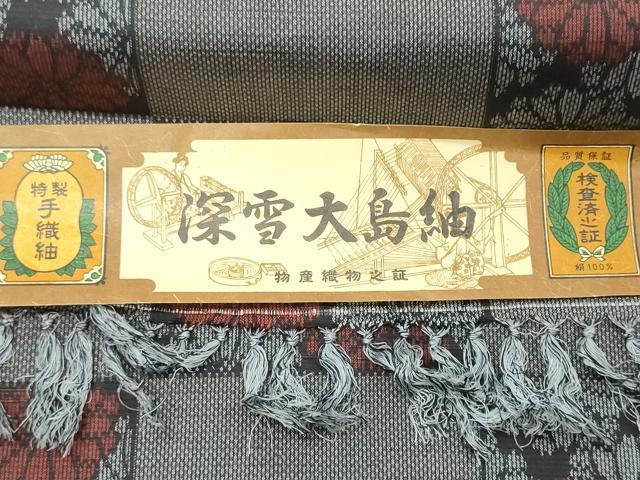 特製
手織紬
深雪大島紬
物産織物之証
品質保証
検査済之証
絹100%